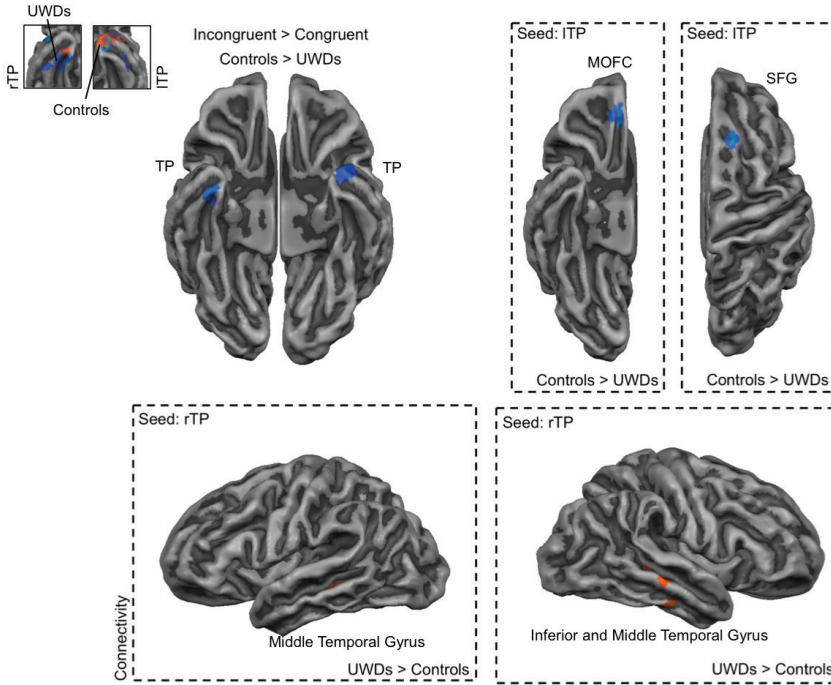 UWDs
rTP
lTP
Controls
Incongruent > Congruent
Controls > UWDs
TP
TP
Seed: lTP
MOFC
Controls > UWDs
Seed: lTP
SFG
Controls > UWDs
Connectivity
Seed: rTP
Middle Temporal Gyrus
UWDs > Controls
Seed: rTP
Inferior and Middle Temporal Gyrus
UWDs > Controls